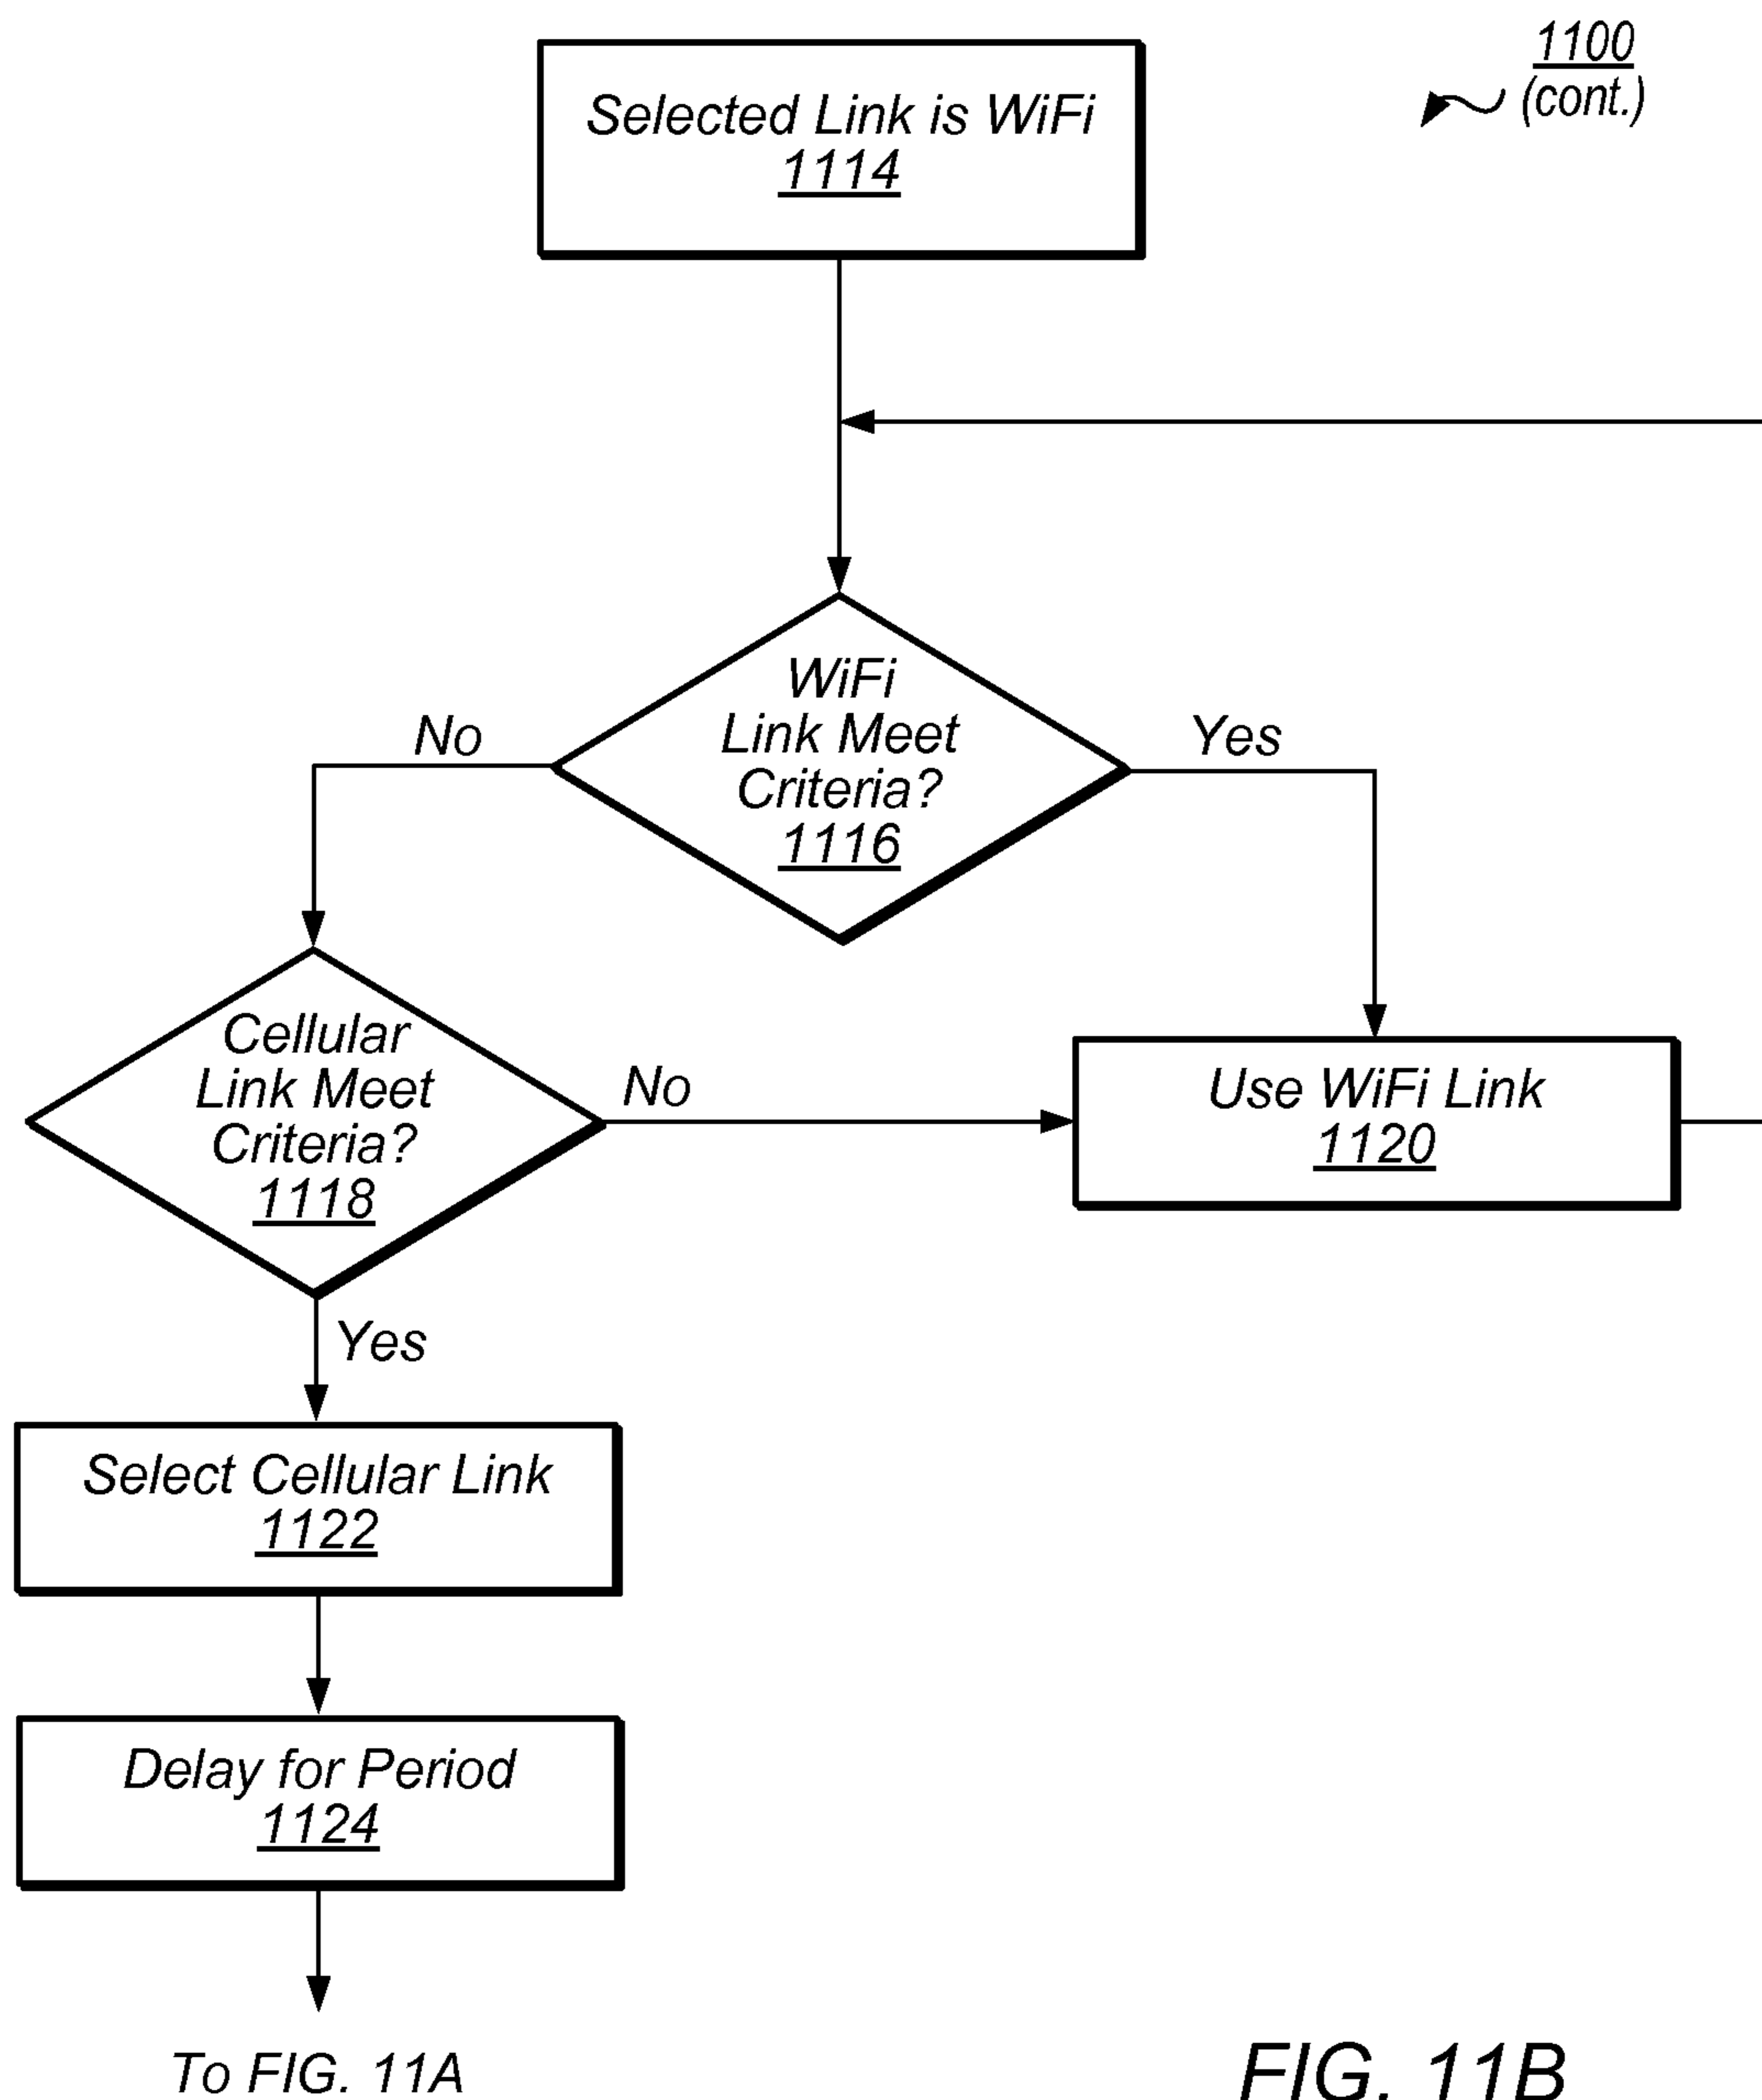 1100
(cont.)
Selected Link is WiFi
1114
WiFi
Link Meet
Criteria?
1116
No
Yes
Cellular
Link Meet
Criteria?
1118
No
Use WiFi Link
1120
Yes
Select Cellular Link
1122
Delay for Period
1124
To FIG. 11A
FIG. 11B